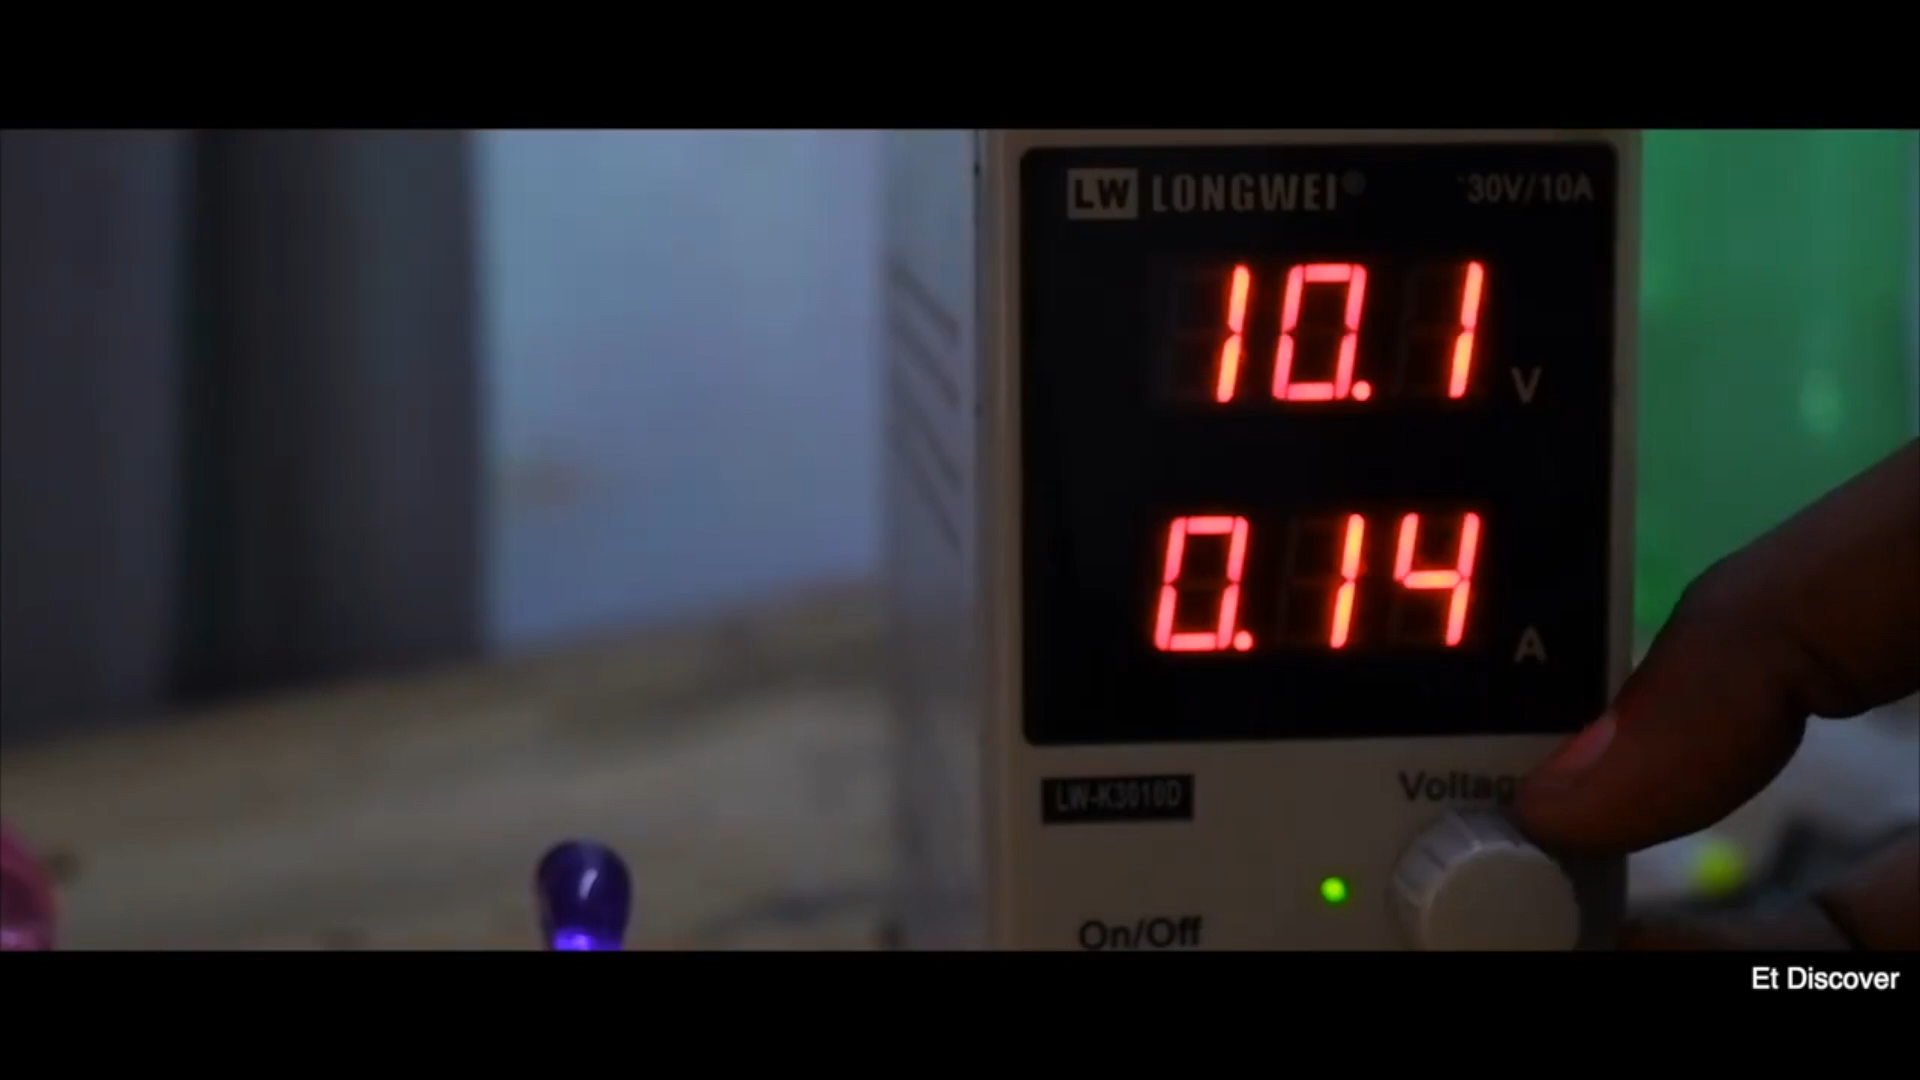 LW LONGWEI® 30V/10A
10.1 V
0.14 A
LW-K3010D
Voltag
On/Off
Et Discover